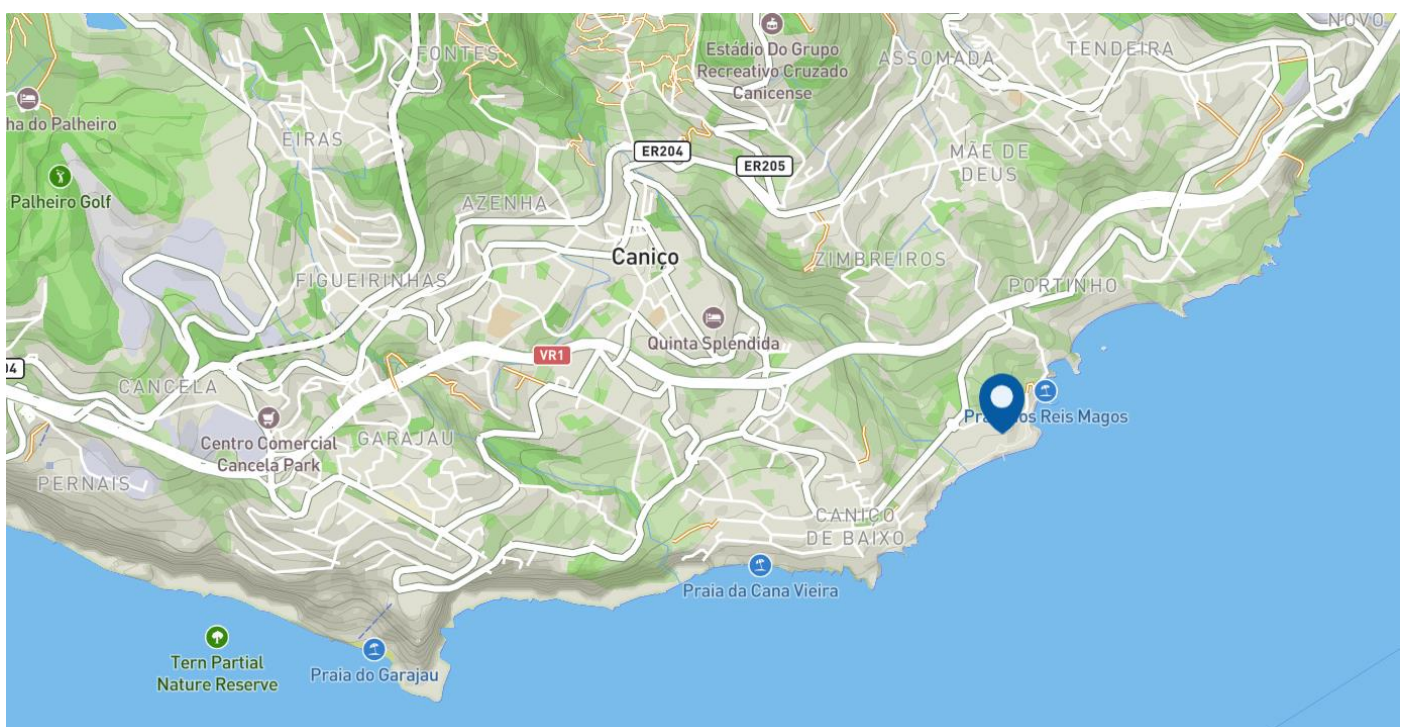 NOVO
FONTES
Estádio Do Grupo
Recreativo Cruzado
Canicense
ASSOMADA
TENDEIRA
ha do Palheiro
EIRAS
ER204
ER205
MÃE DE
DEUS
Palheiro Golf
AZENHA
Caniço
ZIMBREIROS
FIGUEIRINHAS
PORTINHO
Quinta Splendida
VR1
04
CANCELA
Centro Comercial
Cancela Park
GARAJAU
Pra
os Reis Magos
PERNAIS
CANIÇO
DE BAIXO
Praia da Cana Vieira
Tern Partial
Nature Reserve
Praia do Garajau